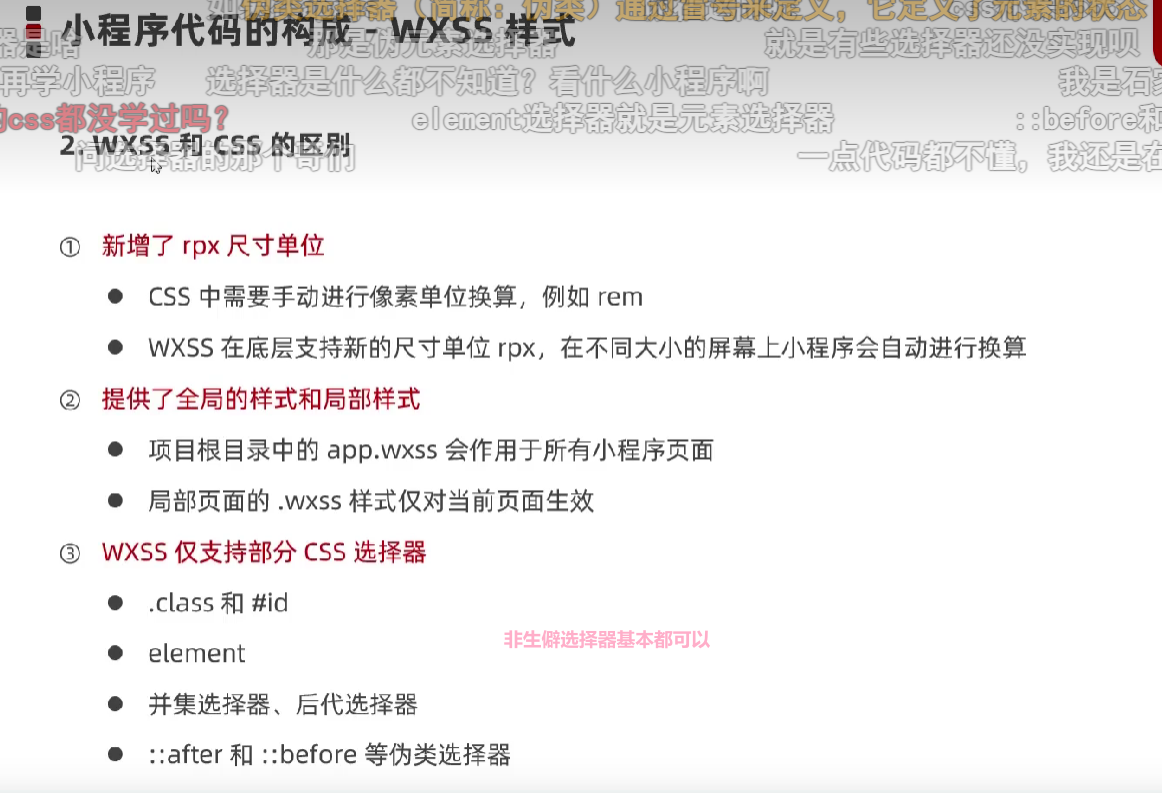 如伪类选择器（简称：伪类）通过冒号来定义，它定义了元素的状态
小程序代码的构成 - WXSS 样式
器是啥
那是伪元素选择器
就是有些选择器还没实现呗
再学小程序
选择器是什么都不知道？看什么小程序啊
我是石家
的css都没学过吗？
element选择器就是元素选择器
::before和
2. WXSS 和 CSS 的区别
问选择器的那个哥们
一点代码都不懂，我还是在
① 新增了 rpx 尺寸单位
● CSS 中需要手动进行像素单位换算，例如 rem
● WXSS 在底层支持新的尺寸单位 rpx，在不同大小的屏幕上小程序会自动进行换算
② 提供了全局的样式和局部样式
● 项目根目录中的 app.wxss 会作用于所有小程序页面
● 局部页面的 .wxss 样式仅对当前页面生效
③ WXSS 仅支持部分 CSS 选择器
● .class 和 #id
非生僻选择器基本都可以
● element
● 并集选择器、后代选择器
● ::after 和 ::before 等伪类选择器